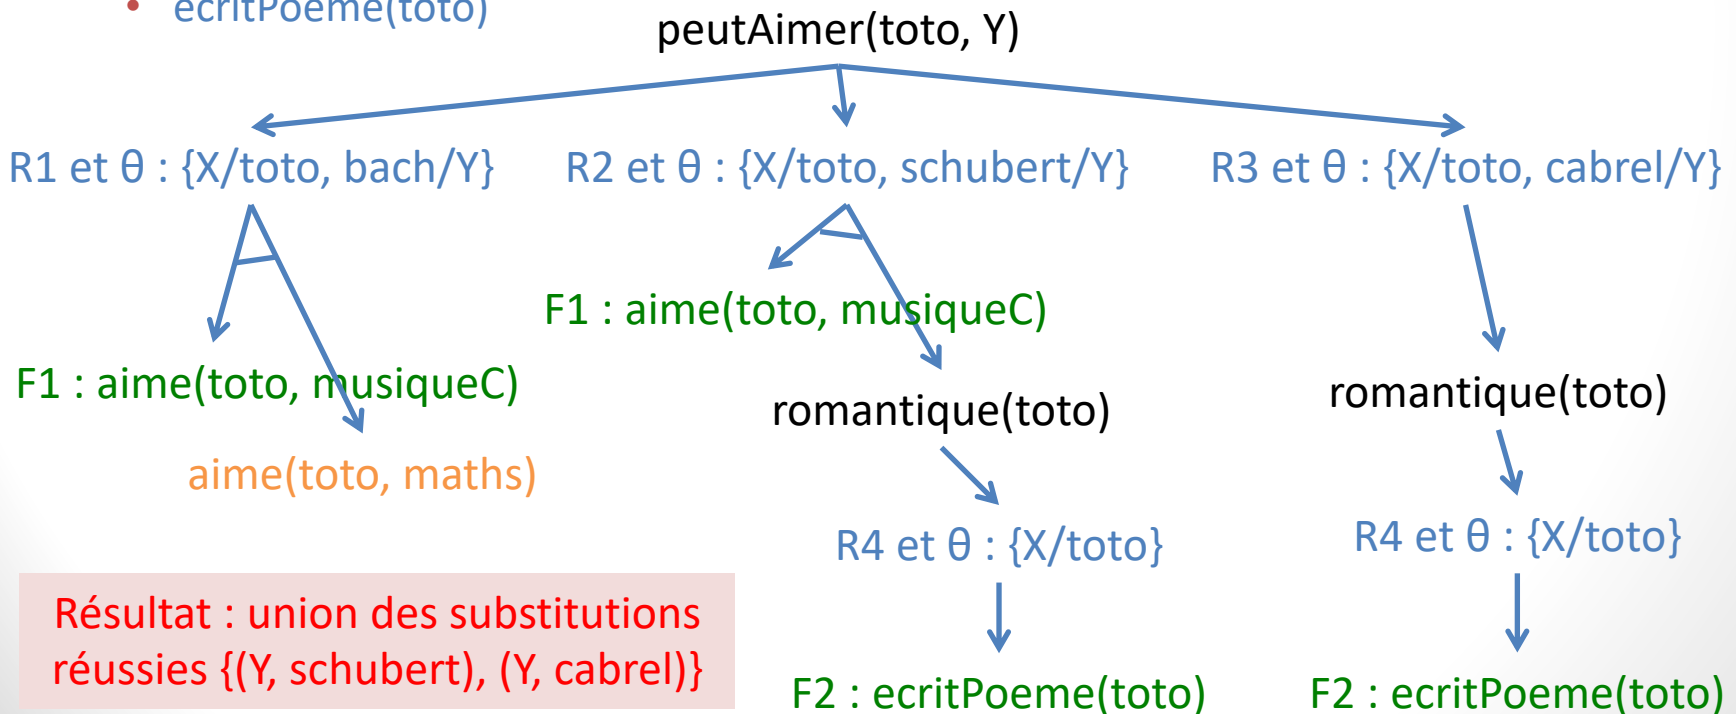 • ecritPoeme(toto)
peutAimer(toto, Y)
R1 et θ : {X/toto, bach/Y}
R2 et θ : {X/toto, schubert/Y}
R3 et θ : {X/toto, cabrel/Y}
F1 : aime(toto, musiqueC)
F1 : aime(toto, musiqueC)
romantique(toto)
romantique(toto)
aime(toto, maths)
R4 et θ : {X/toto}
R4 et θ : {X/toto}
Résultat : union des substitutions
réussies {(Y, schubert), (Y, cabrel)}
F2 : ecritPoeme(toto)
F2 : ecritPoeme(toto)